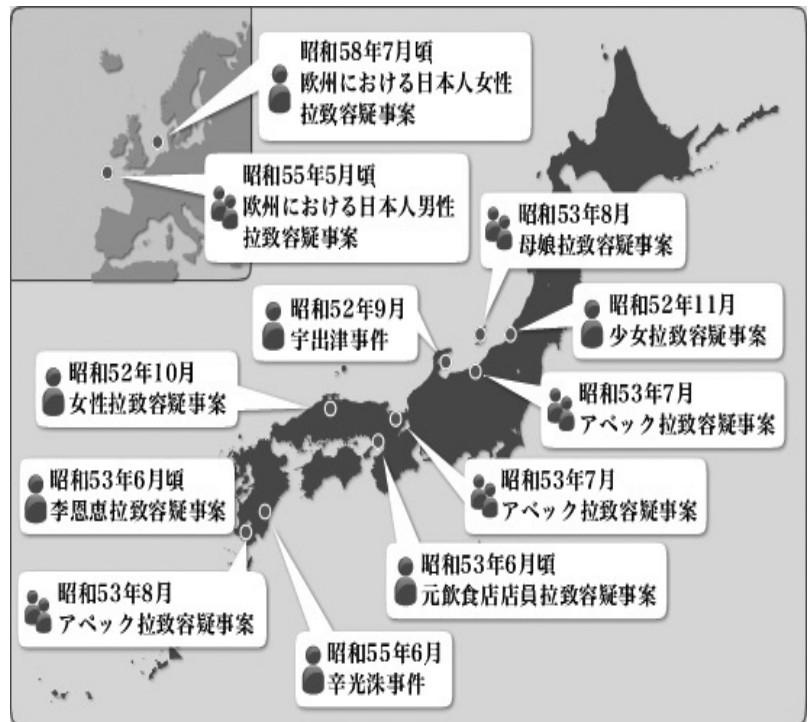 昭和58年7月頃
欧州における日本人女性
拉致容疑事案
昭和55年5月頃
欧州における日本人男性
拉致容疑事案
昭和53年8月
母娘拉致容疑事案
昭和52年9月
宇出津事件
昭和52年11月
少女拉致容疑事案
昭和52年10月
女性拉致容疑事案
昭和53年7月
アベック拉致容疑事案
昭和53年6月頃
李恩恵拉致容疑事案
昭和53年7月
アベック拉致容疑事案
昭和53年6月頃
元飲食店店員拉致容疑事案
昭和53年8月
アベック拉致容疑事案
昭和55年6月
辛光洙事件